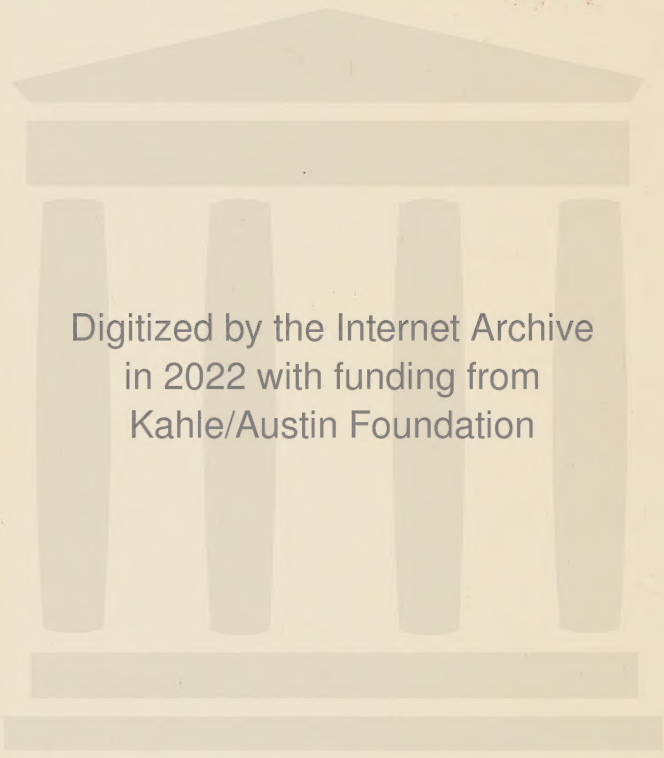 Digitized by the Internet Archive
in 2022 with funding from
Kahle/Austin Foundation